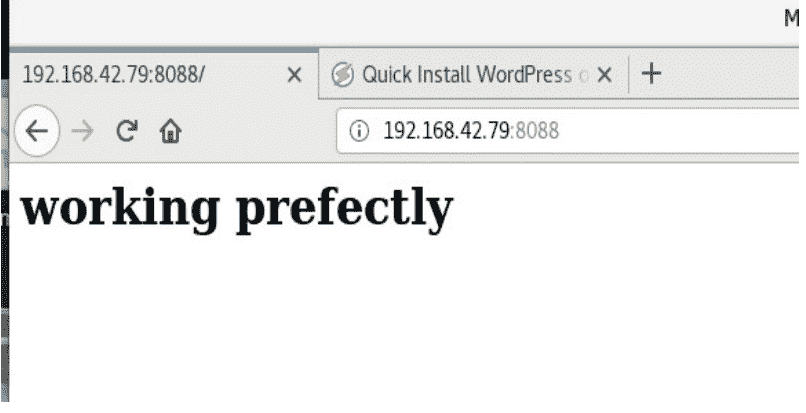 M
192.168.42.79:8088/
Quick Install WordPress o
192.168.42.79:8088
working prefectly